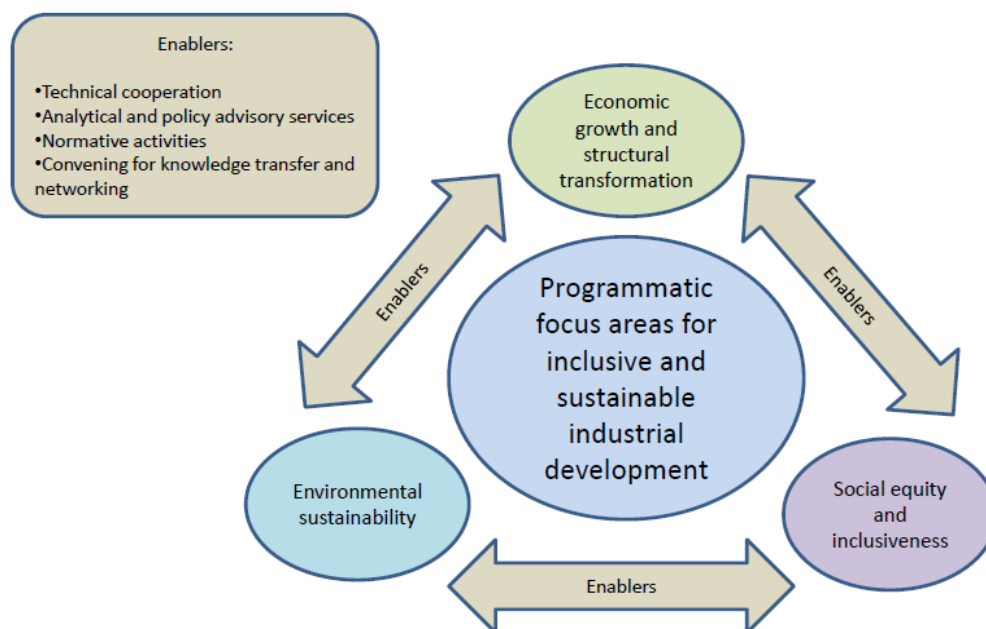 Enablers:
•Technical cooperation
•Analytical and policy advisory services
•Normative activities
•Convening for knowledge transfer and
networking
Economic
growth and
structural
transformation
Enablers
Enablers
Programmatic
focus areas for
inclusive and
sustainable
industrial
development
Environmental
sustainability
Social equity
and
inclusiveness
Enablers